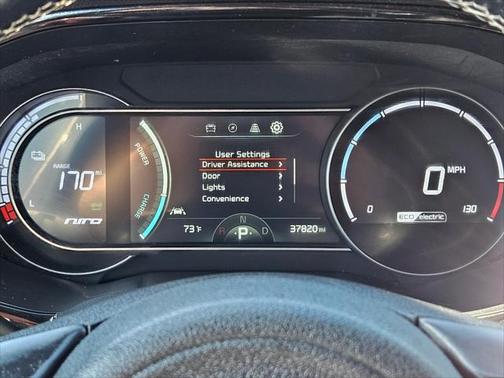 H
RANGE
170 mi
L
niro
POWER
CHARGE
User Settings
Driver Assistance
Door
Lights
Convenience
73°F
R
N
P
D
37820 mi
0 MPH
0
130
ECO electric